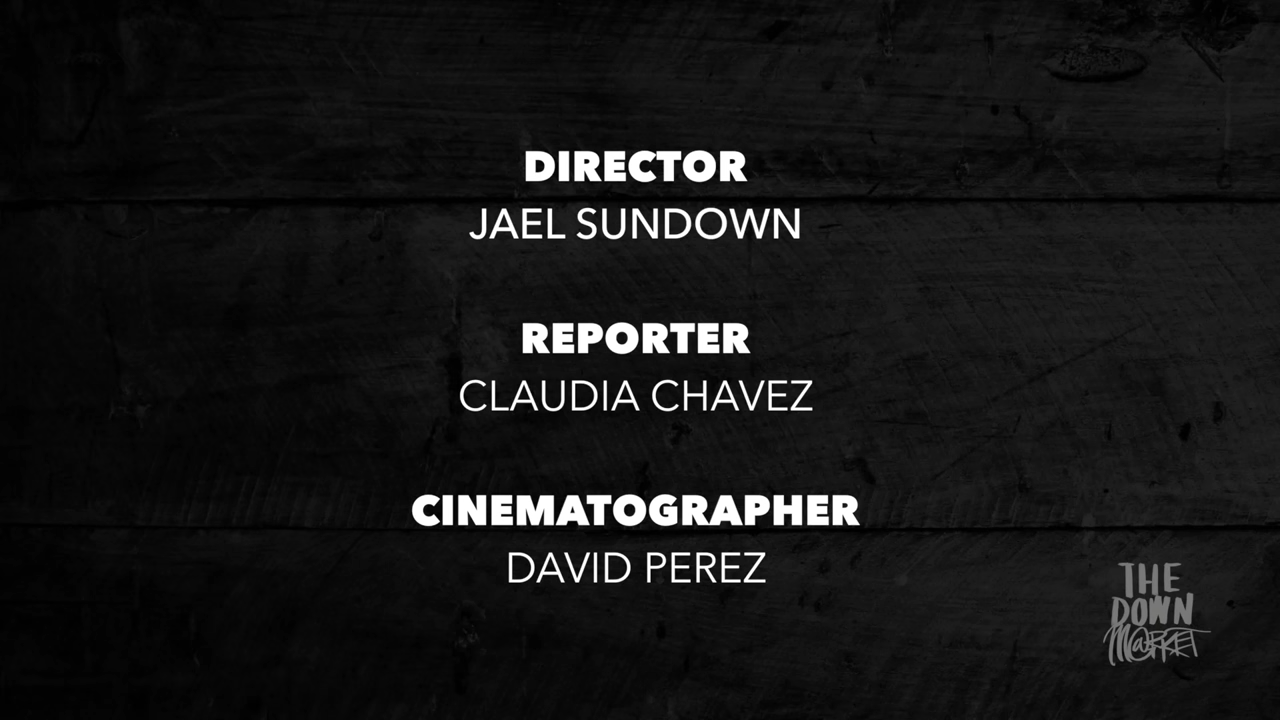 DIRECTOR
JAEL SUNDOWN
REPORTER
CLAUDIA CHAVEZ
CINEMATOGRAPHER
DAVID PEREZ
THE
DOWN
MARKET